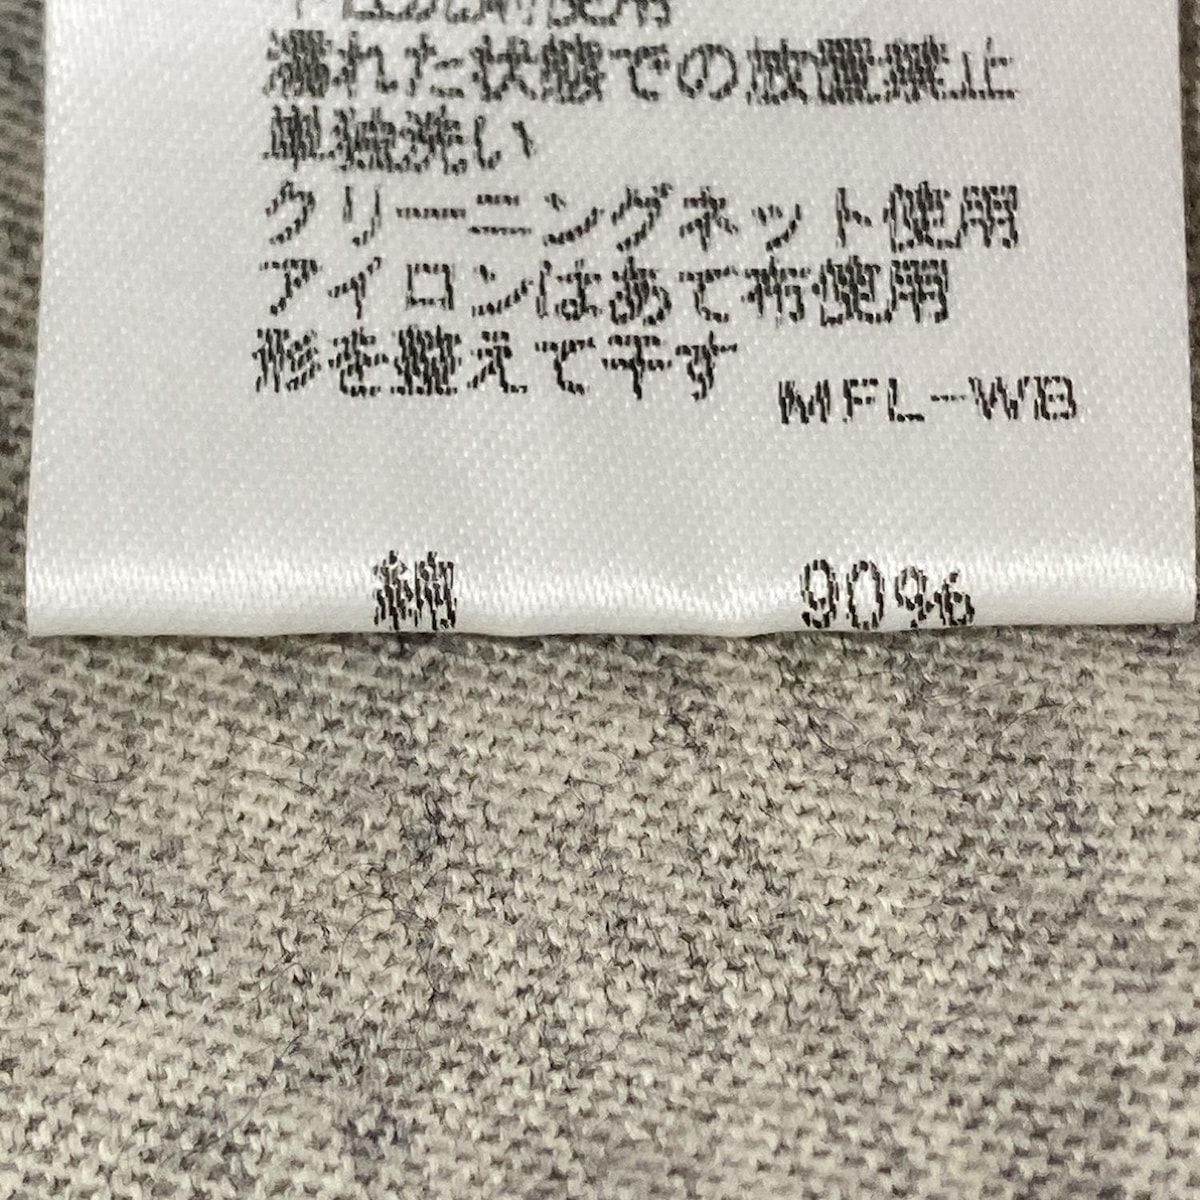 濡れた状態での放置禁止
単独洗い
クリーニングネット使用
アイロンはあて布使用
形を整えて干す
MFL-WB
綿 90%